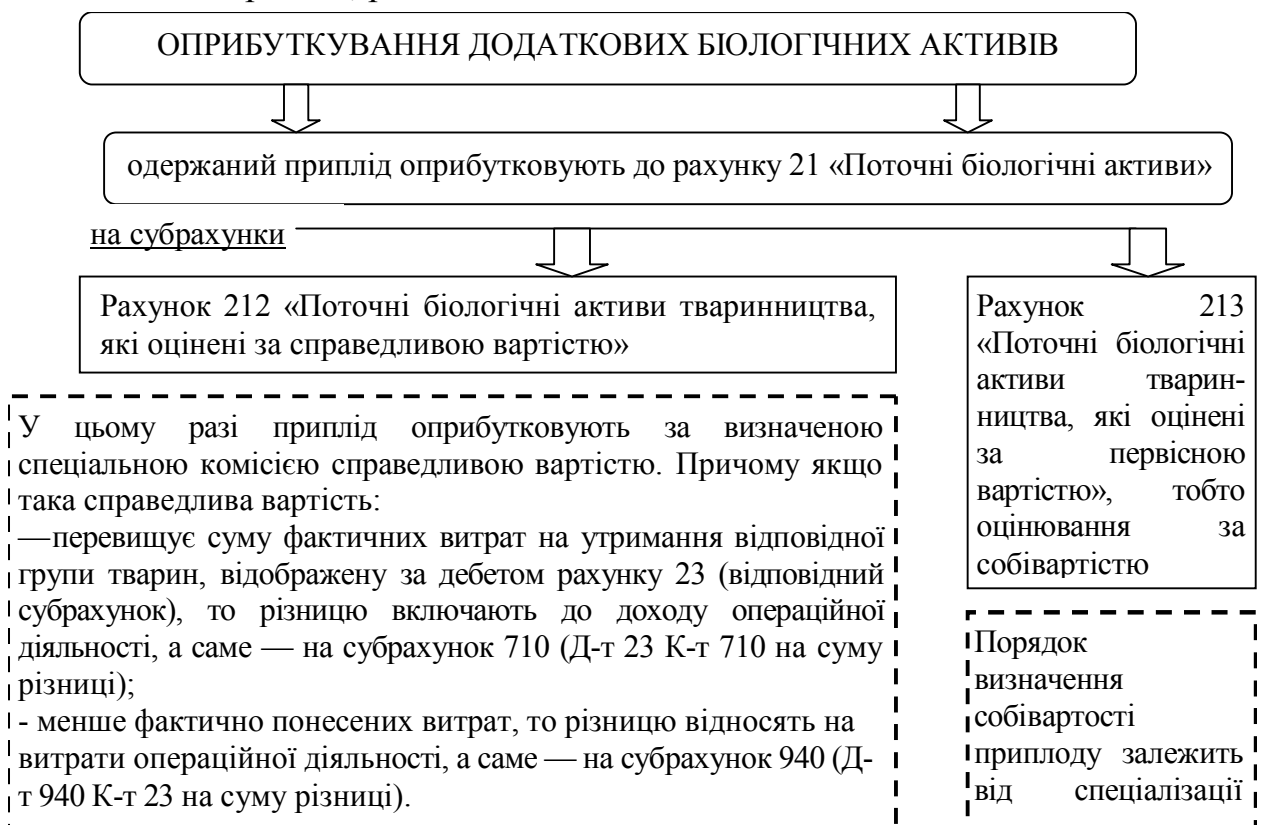 ОПРИБУТКУВАННЯ ДОДАТКОВИХ БІОЛОГІЧНИХ АКТИВІВ
одержаний приплід оприбутковують до рахунку 21 «Поточні біологічні активи»
на субрахунки
Рахунок 212 «Поточні біологічні активи тваринництва,
які оцінені за справедливою вартістю»
У цьому разі приплід оприбутковують за визначеною
спеціальною комісією справедливою вартістю. Причому якщо
така справедлива вартість:
—перевищує суму фактичних витрат на утримання відповідної
групи тварин, відображену за дебетом рахунку 23 (відповідний
субрахунок), то різницю включають до доходу операційної
діяльності, а саме — на субрахунок 710 (Д-т 23 К-т 710 на суму
різниці);
- менше фактично понесених витрат, то різницю відносять на
витрати операційної діяльності, а саме — на субрахунок 940 (Д-
т 940 К-т 23 на суму різниці).
Рахунок 213
«Поточні біологічні
активи тварин-
ництва, які оцінені
за первісною
вартістю», тобто
оцінювання за
собівартістю
Порядок
визначення
собівартості
приплоду залежить
від спеціалізації